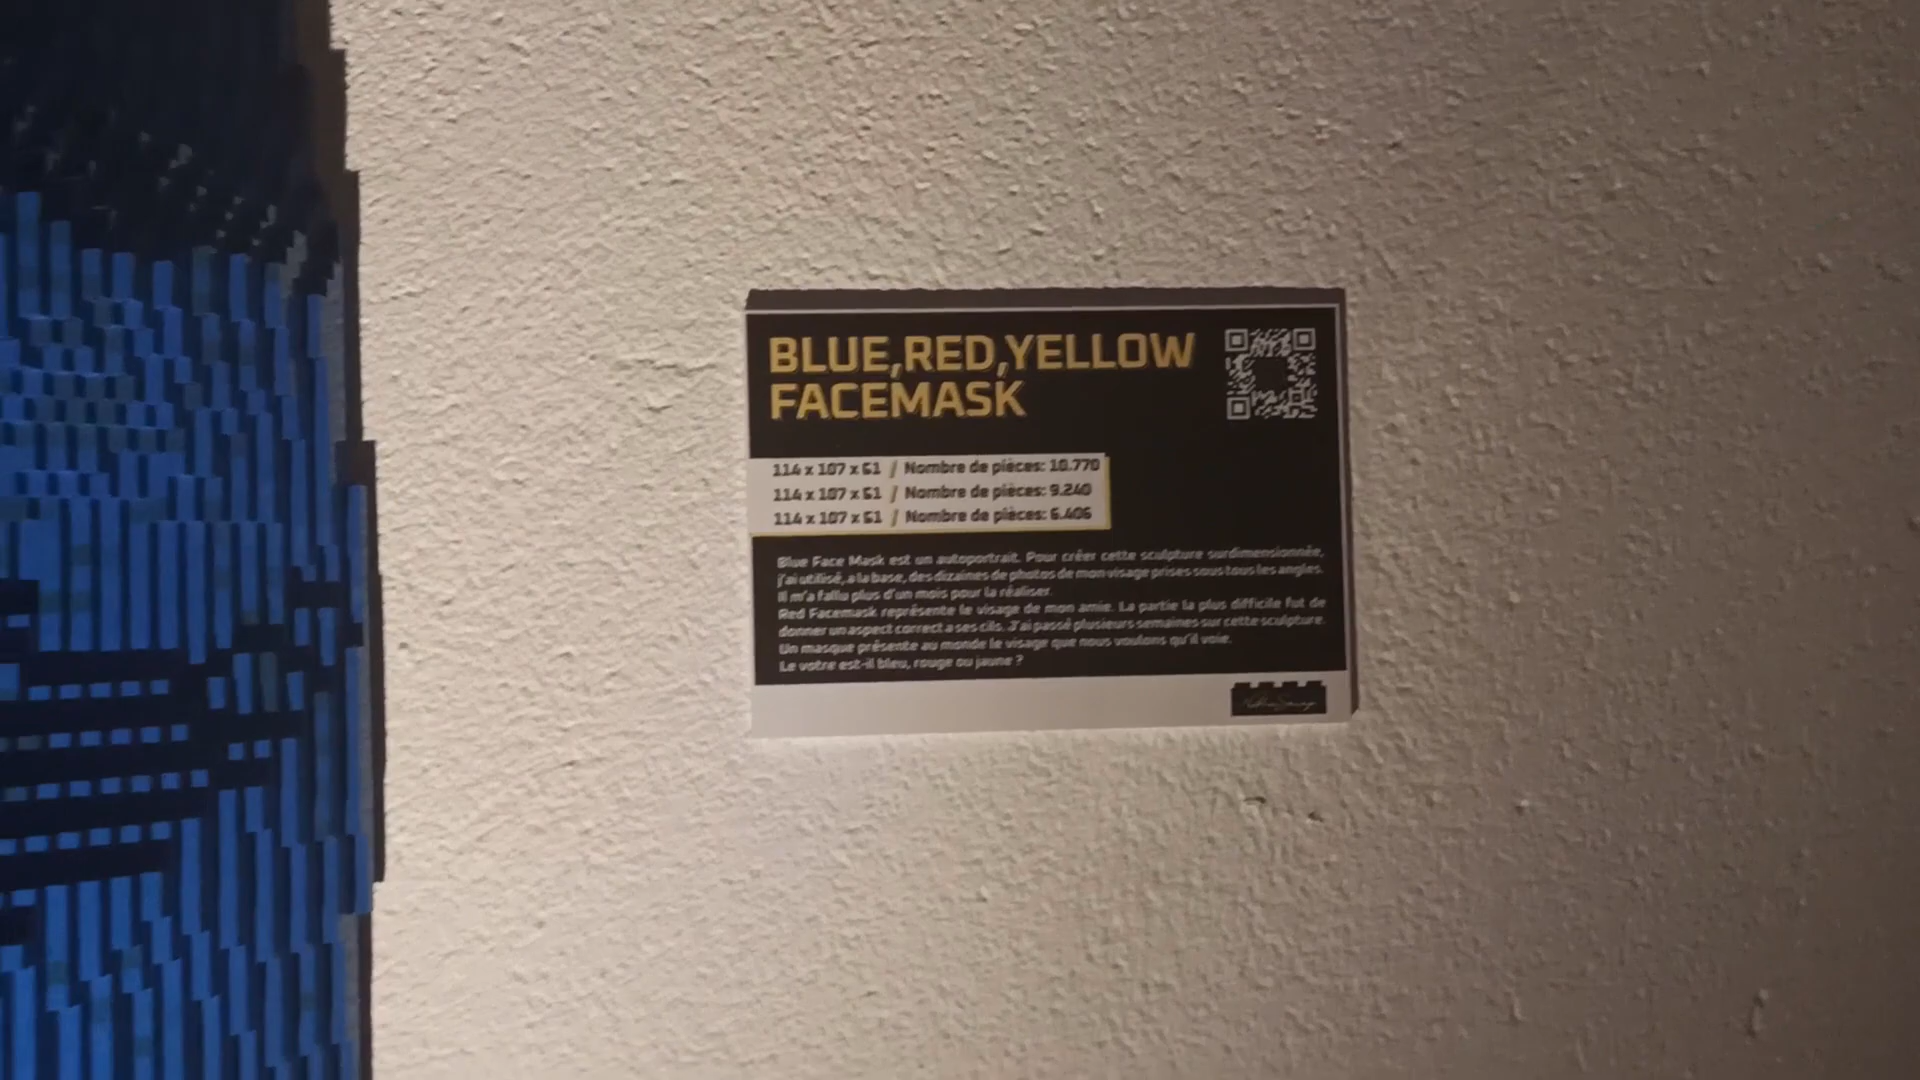 BLUE,RED,YELLOW
FACEMASK
114 x 107 x 51 / Nombre de pièces: 10.770
114 x 107 x 51 / Nombre de pièces: 9.240
114 x 107 x 51 / Nombre de pièces: 6.406
Blue Face Mask est un autoportrait. Pour créer cette sculpture surdimensionnée,
j'ai utilisé, a la base, des dizaines de photos de mon visage prises sous tous les angles.
Il m'a fallu plus d'un mois pour la réaliser.
Red Facemask représente le visage de mon amie. La partie la plus difficile fut de
donner un aspect correct a ses cils. J'ai passé plusieurs semaines sur cette sculpture.
Un masque présente au monde le visage que nous voulons qu'il voie.
Le votre est-il bleu, rouge ou jaune ?